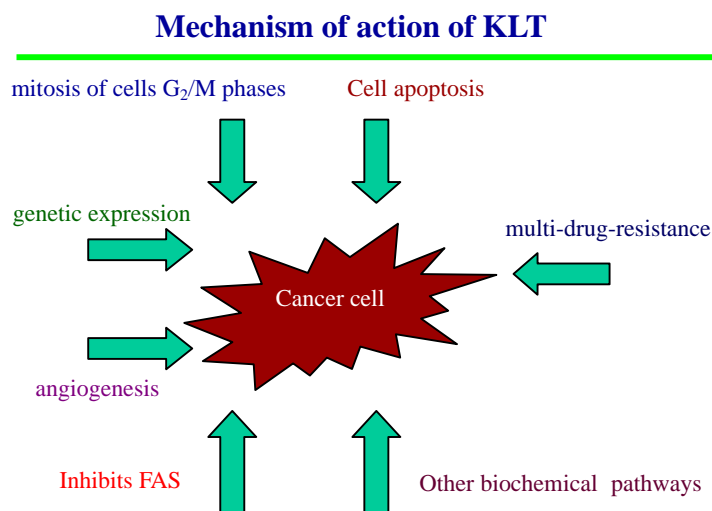 Mechanism of action of KLT
mitosis of cells G₂/M phases
Cell apoptosis
genetic expression
multi-drug-resistance
Cancer cell
angiogenesis
Inhibits FAS
Other biochemical pathways